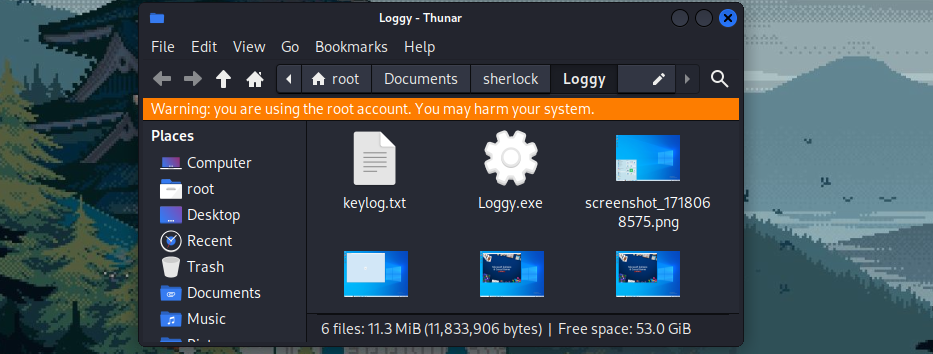 Loggy - Thunar
File Edit View Go Bookmarks Help
root Documents sherlock Loggy
Warning: you are using the root account. You may harm your system.
Places
Computer
root
Desktop
Recent
Trash
Documents
Music
keylog.txt
Loggy.exe
screenshot_171806
8575.png
6 files: 11.3 MiB (11,833,906 bytes) | Free space: 53.0 GiB